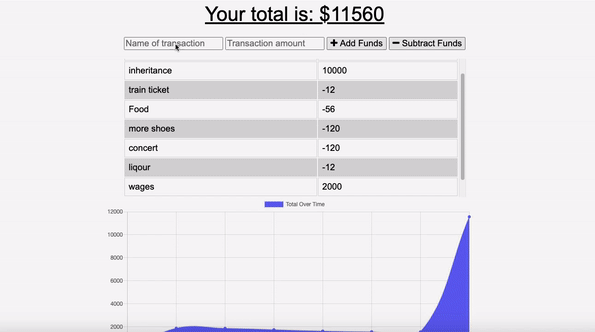 Your total is: $11560
Name of transaction Transaction amount + Add Funds − Subtract Funds
inheritance 10000
train ticket -12
Food -56
more shoes -120
concert -120
liqour -12
wages 2000
Total Over Time
12000
10000
8000
6000
4000
2000